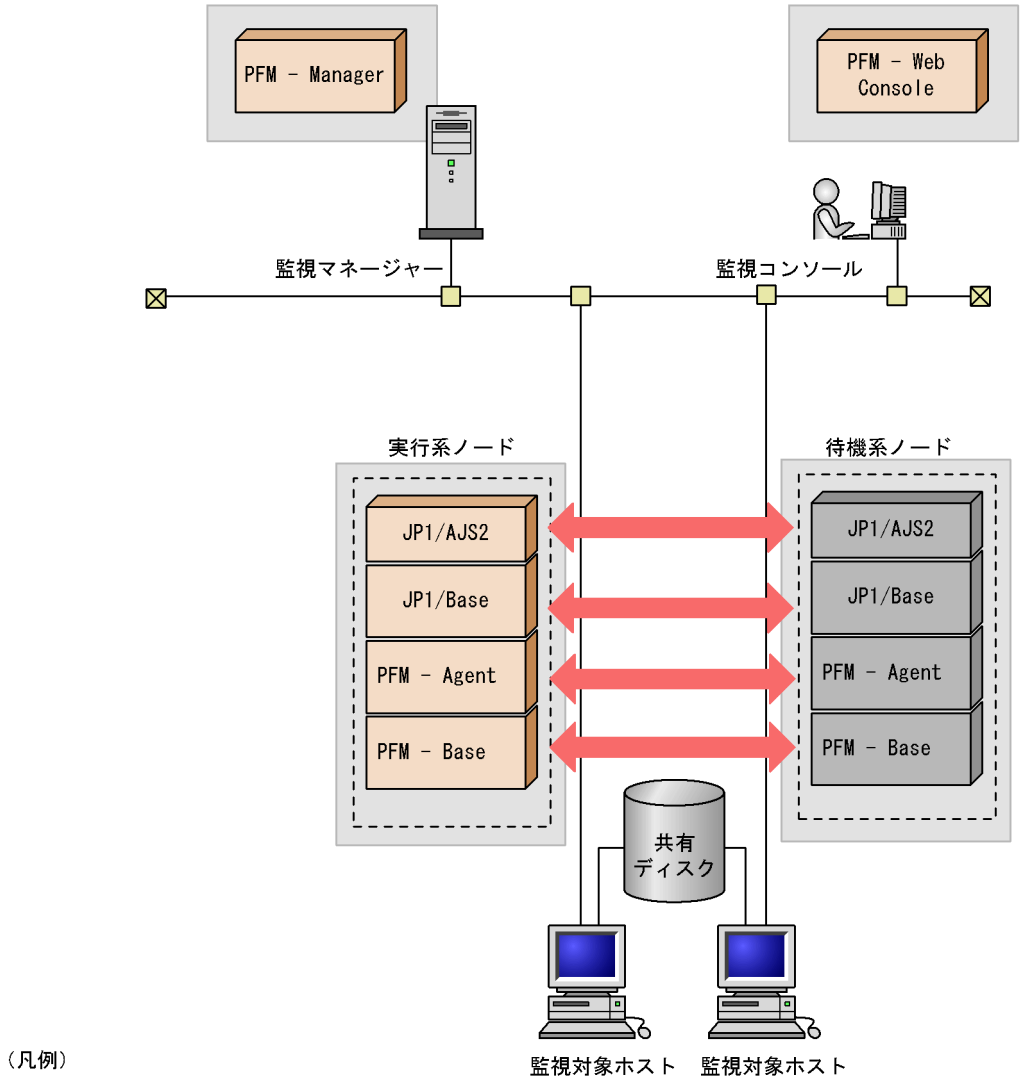 PFM - Manager
PFM - Web
Console
監視マネージャー
監視コンソール
実行系ノード
待機系ノード
JP1/AJS2
JP1/AJS2
JP1/Base
JP1/Base
PFM - Agent
PFM - Agent
PFM - Base
PFM - Base
共有
ディスク
監視対象ホスト
監視対象ホスト
（凡例）